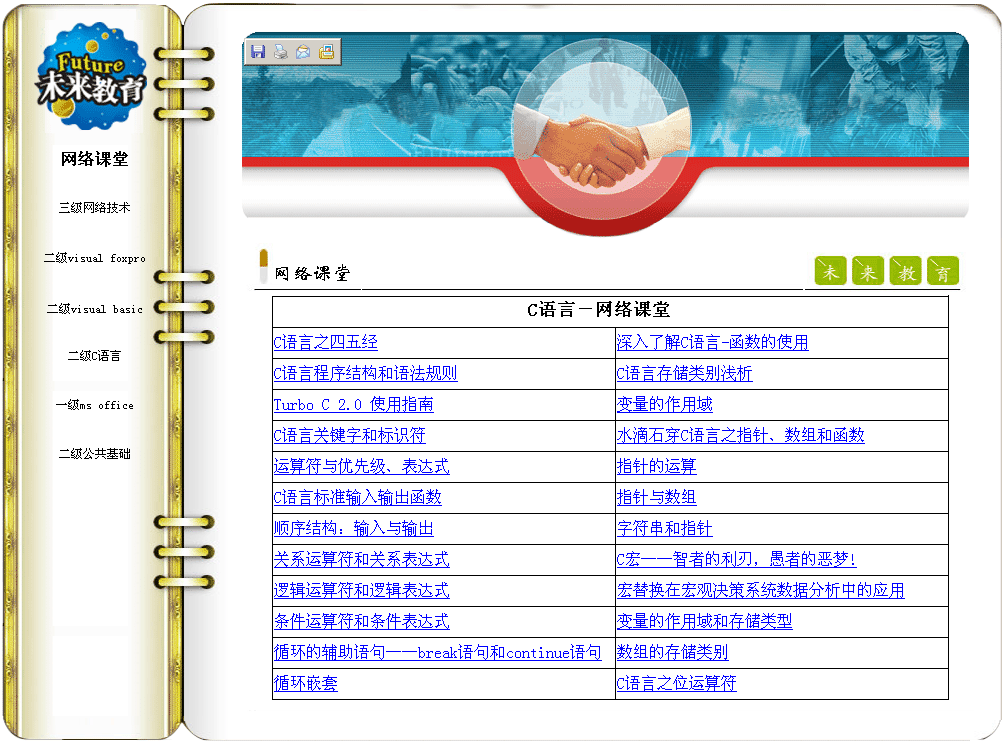 Future
未来教育
网络课堂
三级网络技术
二级visual foxpro
二级visual basic
二级C语言
一级ms office
二级公共基础
网络课堂
未 来 教 育
C语言－网络课堂
C语言之四五经
深入了解C语言-函数的使用
C语言程序结构和语法规则
C语言存储类别浅析
Turbo C 2.0 使用指南
变量的作用域
C语言关键字和标识符
水滴石穿C语言之指针、数组和函数
运算符与优先级、表达式
指针的运算
C语言标准输入输出函数
指针与数组
顺序结构：输入与输出
字符串和指针
关系运算符和关系表达式
C宏——智者的利刃，愚者的恶梦!
逻辑运算符和逻辑表达式
宏替换在宏观决策系统数据分析中的应用
条件运算符和条件表达式
变量的作用域和存储类型
循环的辅助语句——break语句和continue语句
数组的存储类别
循环嵌套
C语言之位运算符